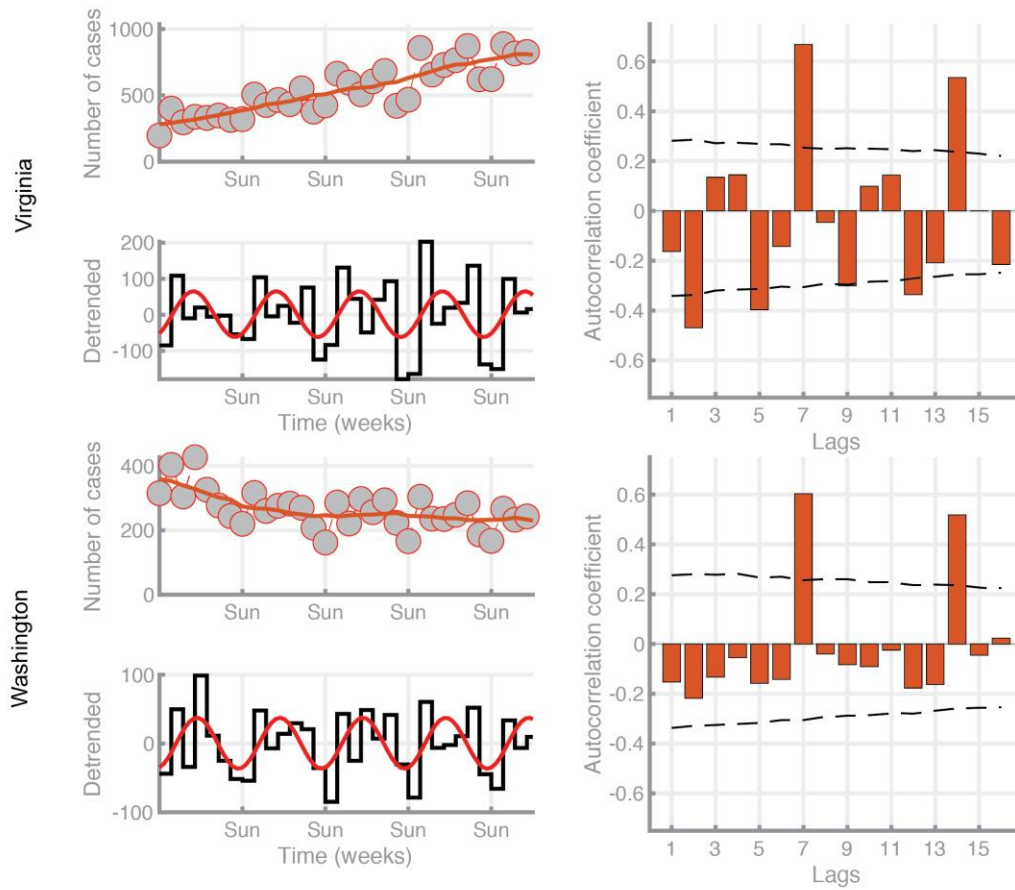 Virginia
Number of cases
1000
500
0
Sun Sun Sun Sun
Detrended
200
100
0
-100
Sun Sun Sun Sun
Time (weeks)
Autocorrelation coefficient
0.6
0.4
0.2
0
-0.2
-0.4
-0.6
1 3 5 7 9 11 13 15
Lags
Washington
Number of cases
400
200
0
Sun Sun Sun Sun
Detrended
100
0
-100
Sun Sun Sun Sun
Time (weeks)
Autocorrelation coefficient
0.6
0.4
0.2
0
-0.2
-0.4
-0.6
1 3 5 7 9 11 13 15
Lags